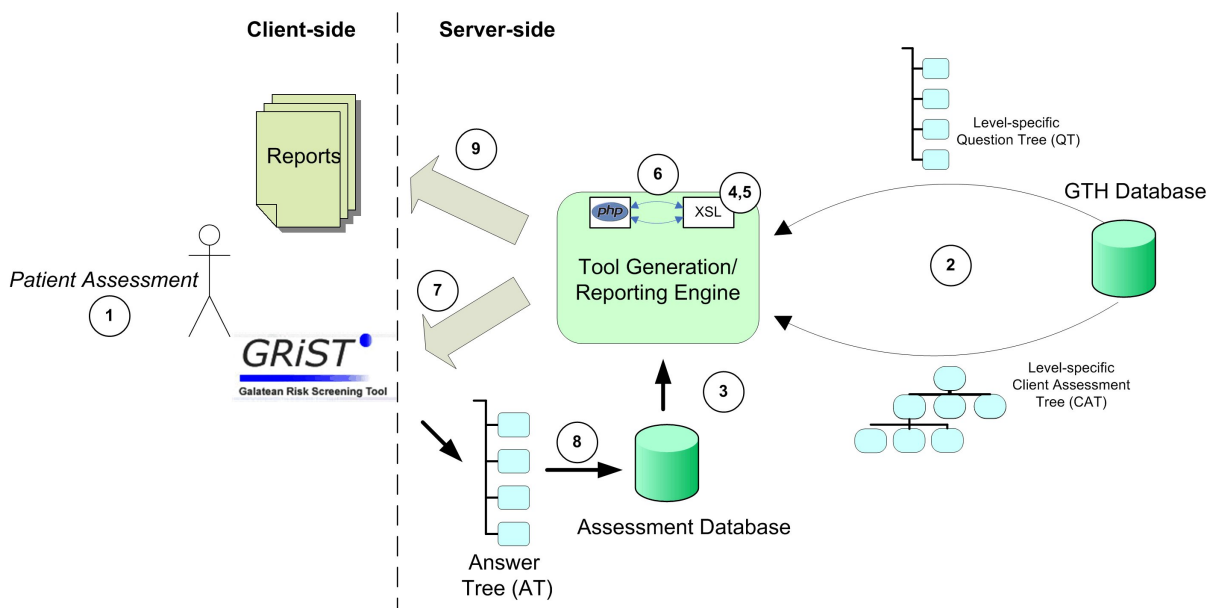 Client-side
Server-side
Reports
9
6
4,5
php
XSL
Tool Generation/
Reporting Engine
Level-specific
Question Tree (QT)
GTH Database
2
Patient Assessment
1
7
GRiST
Galatean Risk Screening Tool
3
Level-specific
Client Assessment
Tree (CAT)
8
Assessment Database
Answer
Tree (AT)